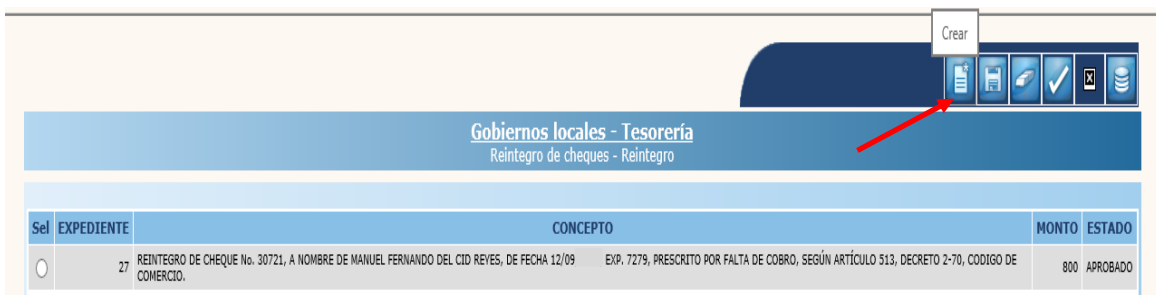 Crear
Gobiernos locales - Tesorería
Reintegro de cheques - Reintegro
Sel EXPEDIENTE CONCEPTO MONTO ESTADO
27 REINTEGRO DE CHEQUE No. 30721, A NOMBRE DE MANUEL FERNANDO DEL CID REYES, DE FECHA 12/09 EXP. 7279, PRESCRITO POR FALTA DE COBRO, SEGÚN ARTÍCULO 513, DECRETO 2-70, CODIGO DE 800 APROBADO
COMERCIO.